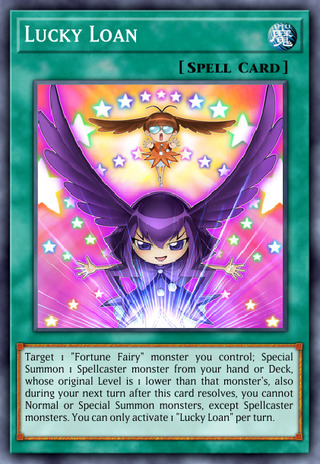 Lucky Loan
[Spell Card]
Target 1 "Fortune Fairy" monster you control; Special
Summon 1 Spellcaster monster from your hand or Deck,
whose original Level is 1 lower than that monster's, also
during your next turn after this card resolves, you cannot
Normal or Special Summon monsters, except Spellcaster
monsters. You can only activate 1 "Lucky Loan" per turn.